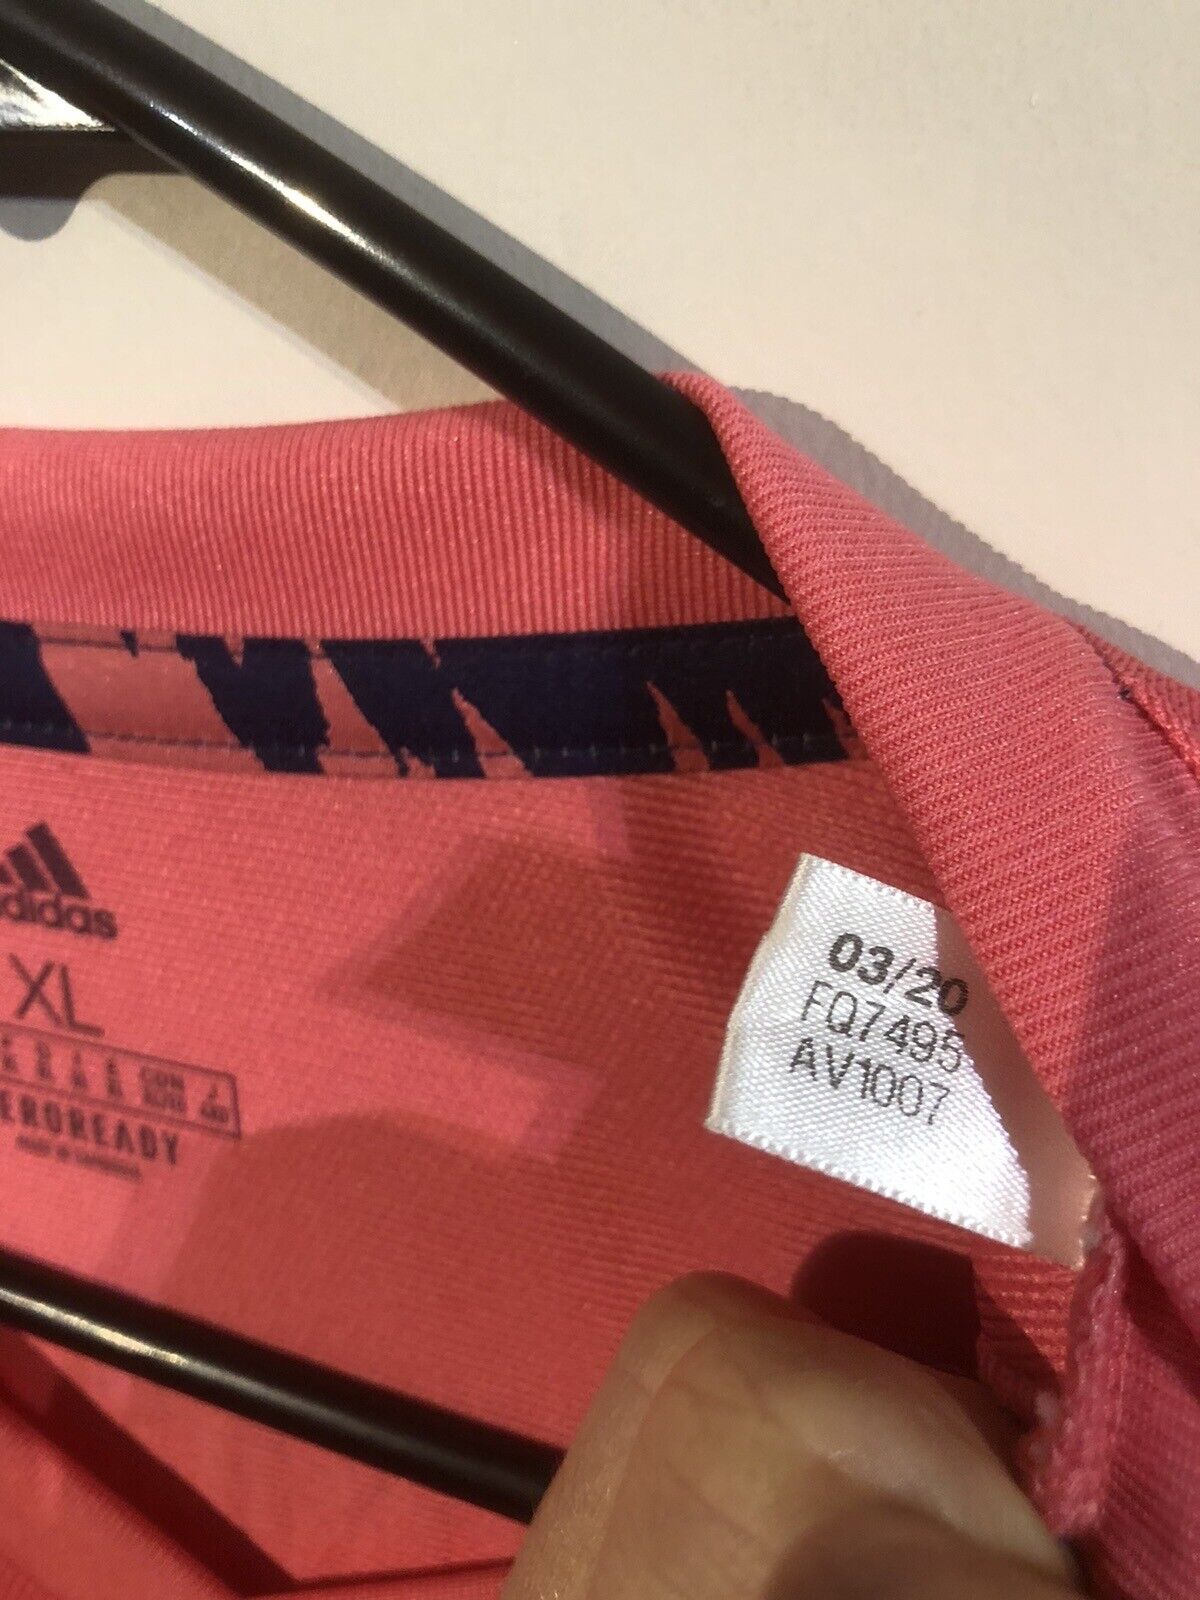 adidas
XL
AEROREADY
03/20
FQ7495
AV1007